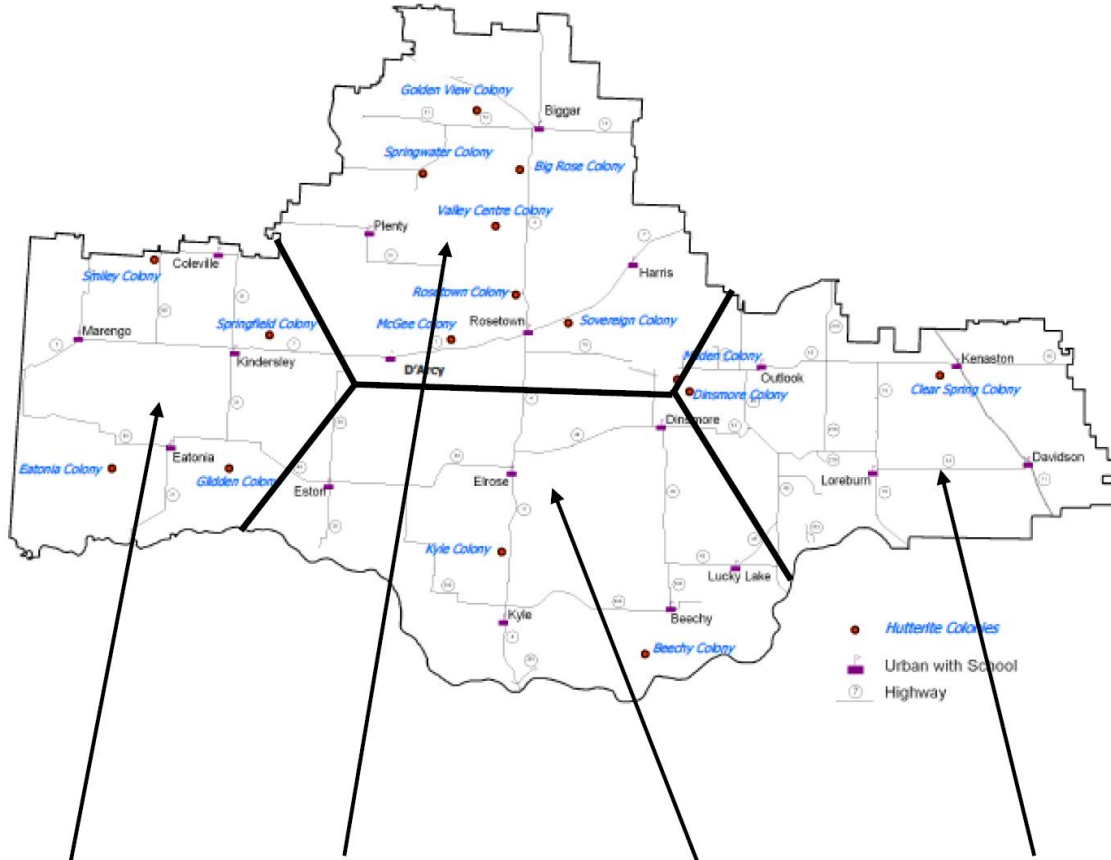 Golden View Colony
Biggar
Springwater Colony
Big Rose Colony
Valley Centre Colony
Plenty
Harris
Coleville
Smiley Colony
Rosetown Colony
Springfield Colony
McGee Colony
Rosetown
Sovereign Colony
Marengo
Kindersley
D'Arcy
Outlook
Kenaston
Dinsmore Colony
Clear Spring Colony
Dinsmore
Eatonia
Eatonia Colony
Glidden Colony
Eston
Elrose
Loreburn
Davidson
Kyle Colony
Lucky Lake
Kyle
Beechy
Beechy Colony
Hutterite Colonies
Urban with School
7 Highway